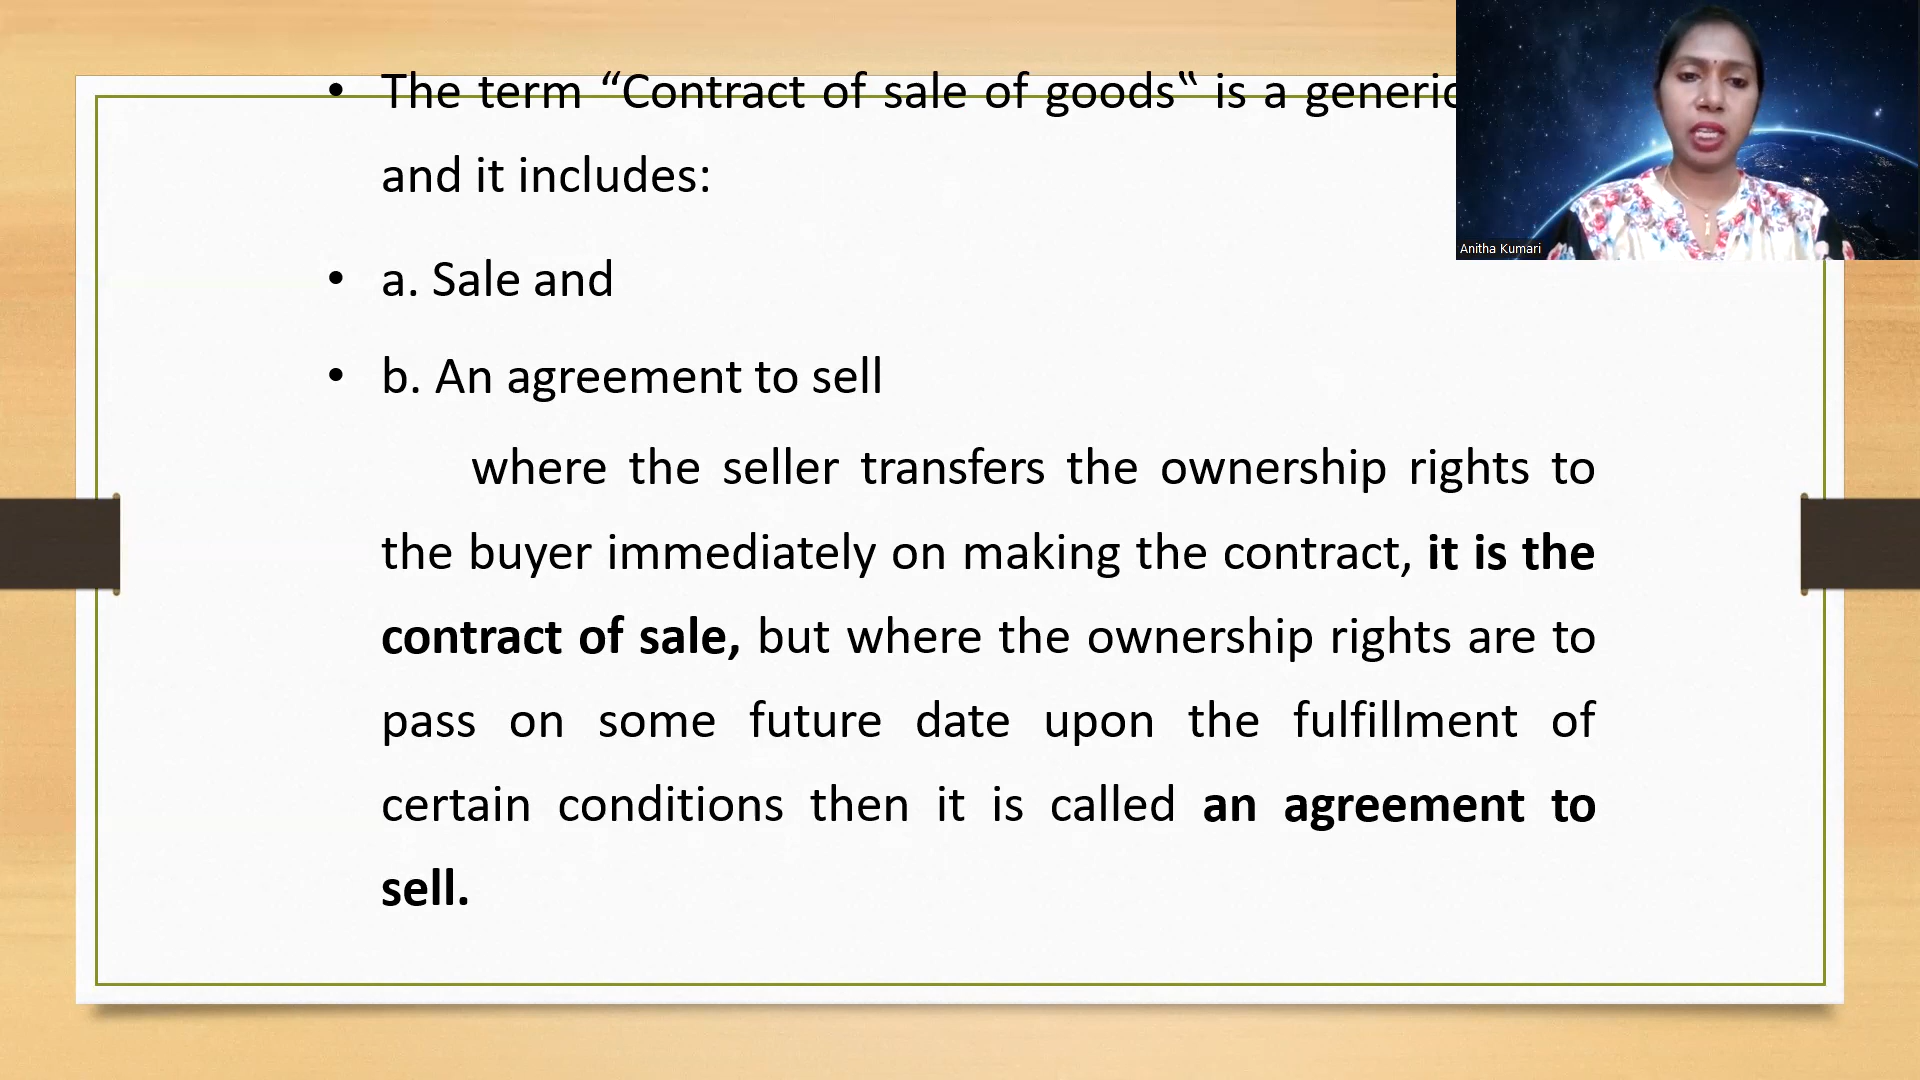 • The term “Contract of sale of goods‟ is a generic
and it includes:
• a. Sale and
• b. An agreement to sell
where the seller transfers the ownership rights to
the buyer immediately on making the contract, it is the
contract of sale, but where the ownership rights are to
pass on some future date upon the fulfillment of
certain conditions then it is called an agreement to
sell.
Anitha Kumari